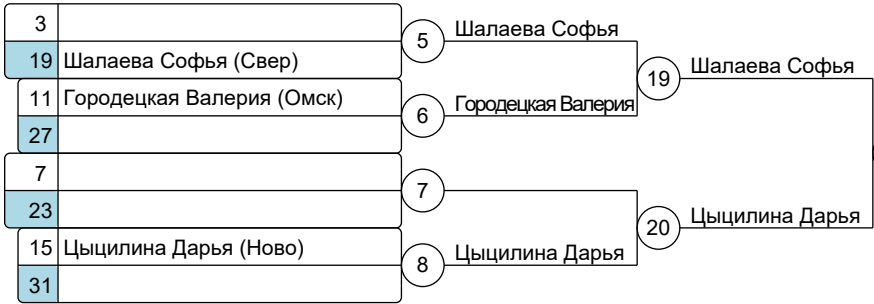 3
19 Шалаева Софья (Свер)
11 Городецкая Валерия (Омск)
27
7
23
15 Цыцилина Дарья (Ново)
31
5 Шалаева Софья
6 Городецкая Валерия
7
8 Цыцилина Дарья
19 Шалаева Софья
20 Цыцилина Дарья